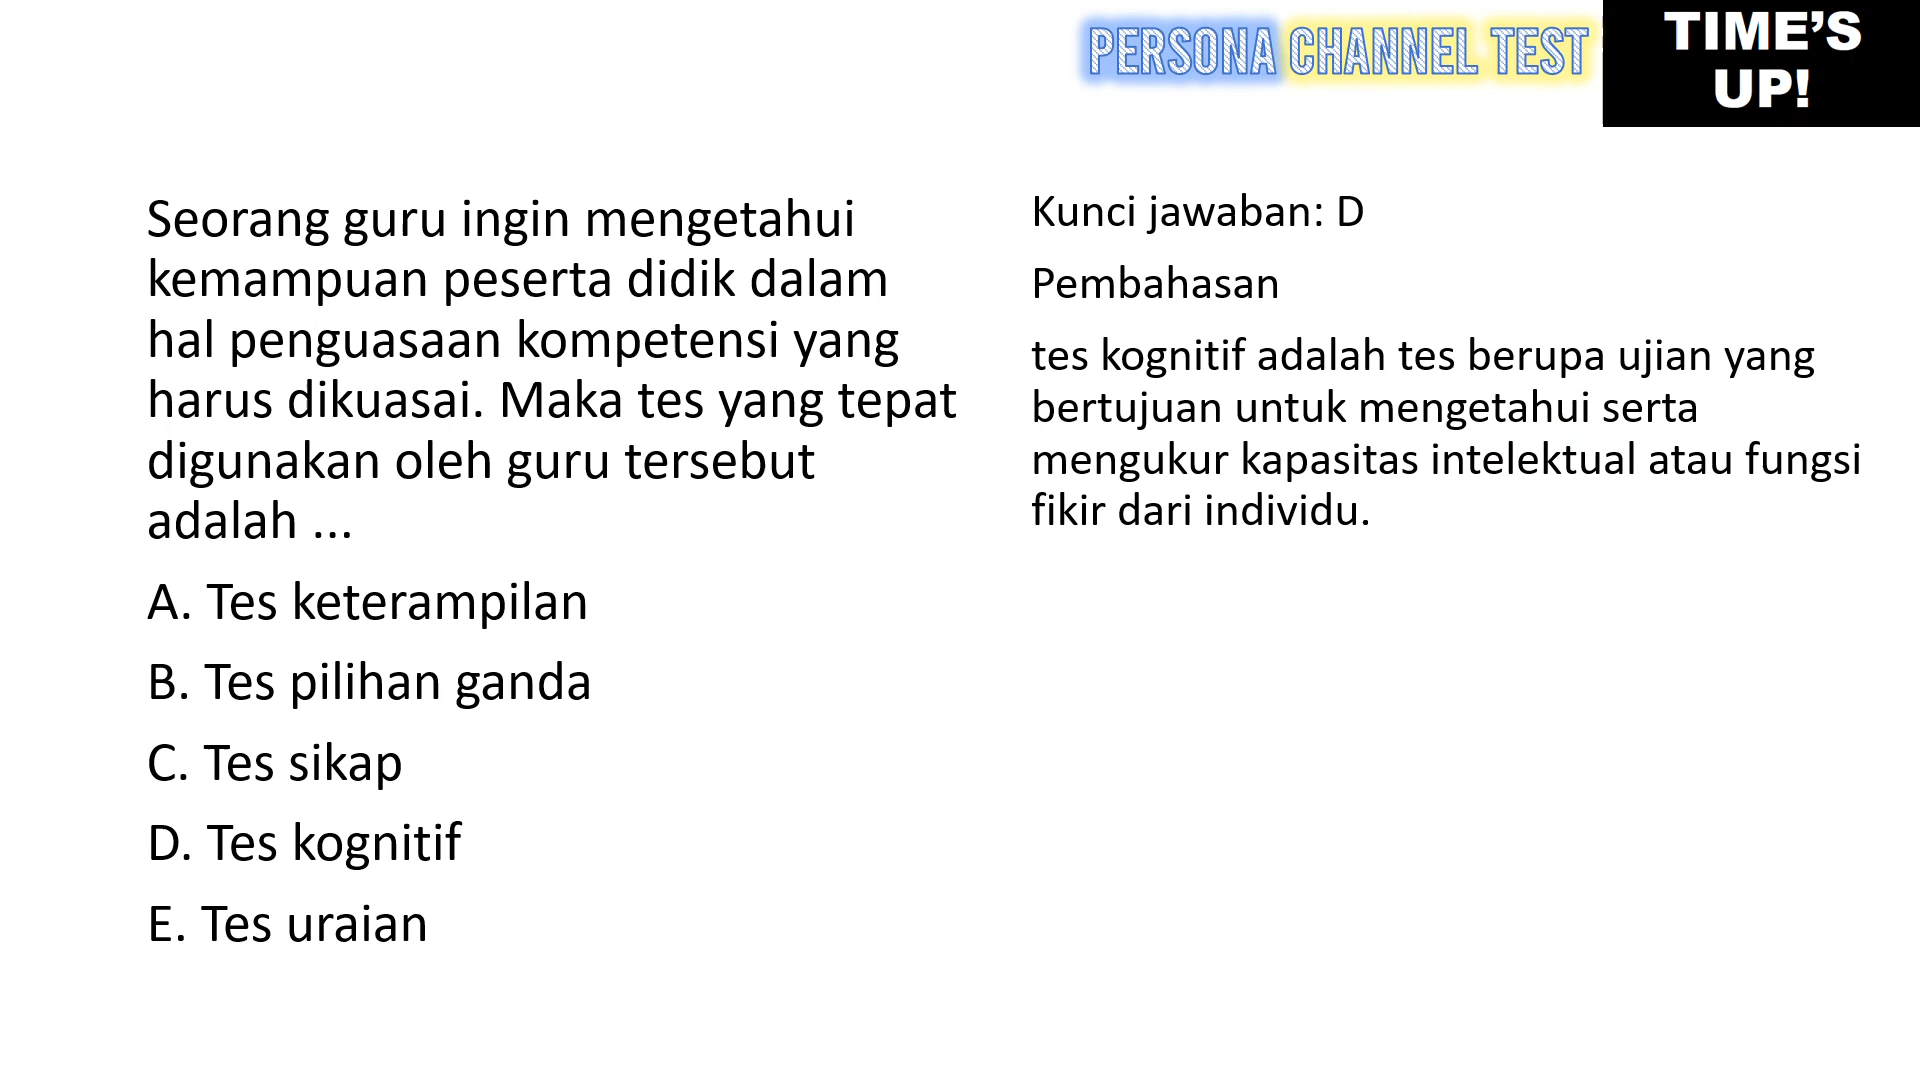 PERSONA CHANNEL TEST
TIME'S
UP!
Seorang guru ingin mengetahui
kemampuan peserta didik dalam
hal penguasaan kompetensi yang
harus dikuasai. Maka tes yang tepat
digunakan oleh guru tersebut
adalah ...
A. Tes keterampilan
B. Tes pilihan ganda
C. Tes sikap
D. Tes kognitif
E. Tes uraian
Kunci jawaban: D
Pembahasan
tes kognitif adalah tes berupa ujian yang
bertujuan untuk mengetahui serta
mengukur kapasitas intelektual atau fungsi
fikir dari individu.